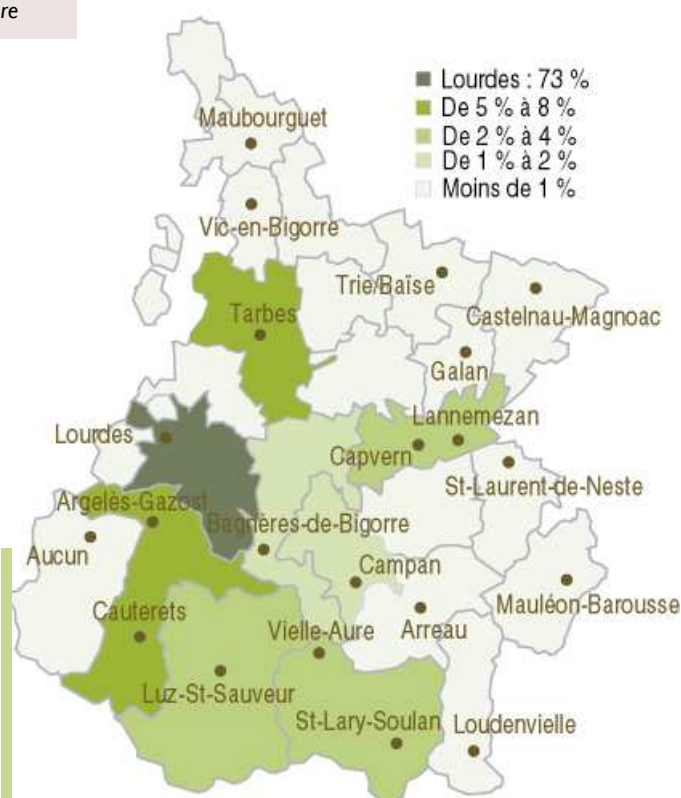 re
Lourdes : 73 %
De 5 % à 8 %
De 2 % à 4 %
De 1 % à 2 %
Moins de 1 %
Maubourguet
Vic-en-Bigorre
Trie/Baïse
Tarbes
Castelnau-Magnoac
Galan
Lannemezan
Lourdes
Capvern
St-Laurent-de-Neste
Argelès-Gazost
Bagnères-de-Bigorre
Aucun
Campan
Mauléon-Barousse
Cauterets
Vielle-Aure
Arreau
Luz-St-Sauveur
St-Lary-Soulan
Loudenvielle